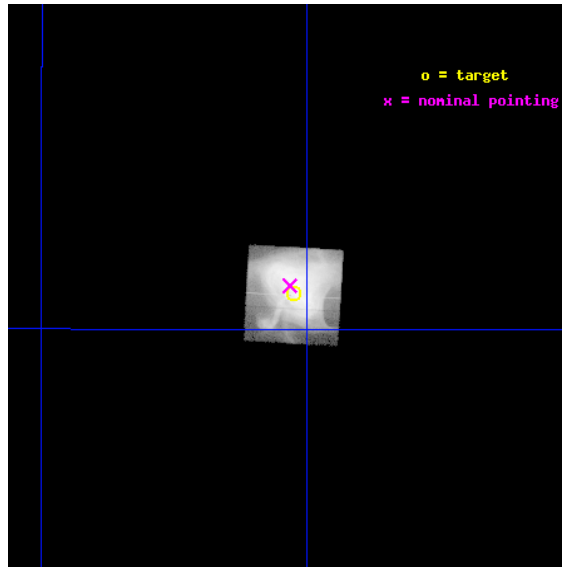 o = target
x = nominal pointing